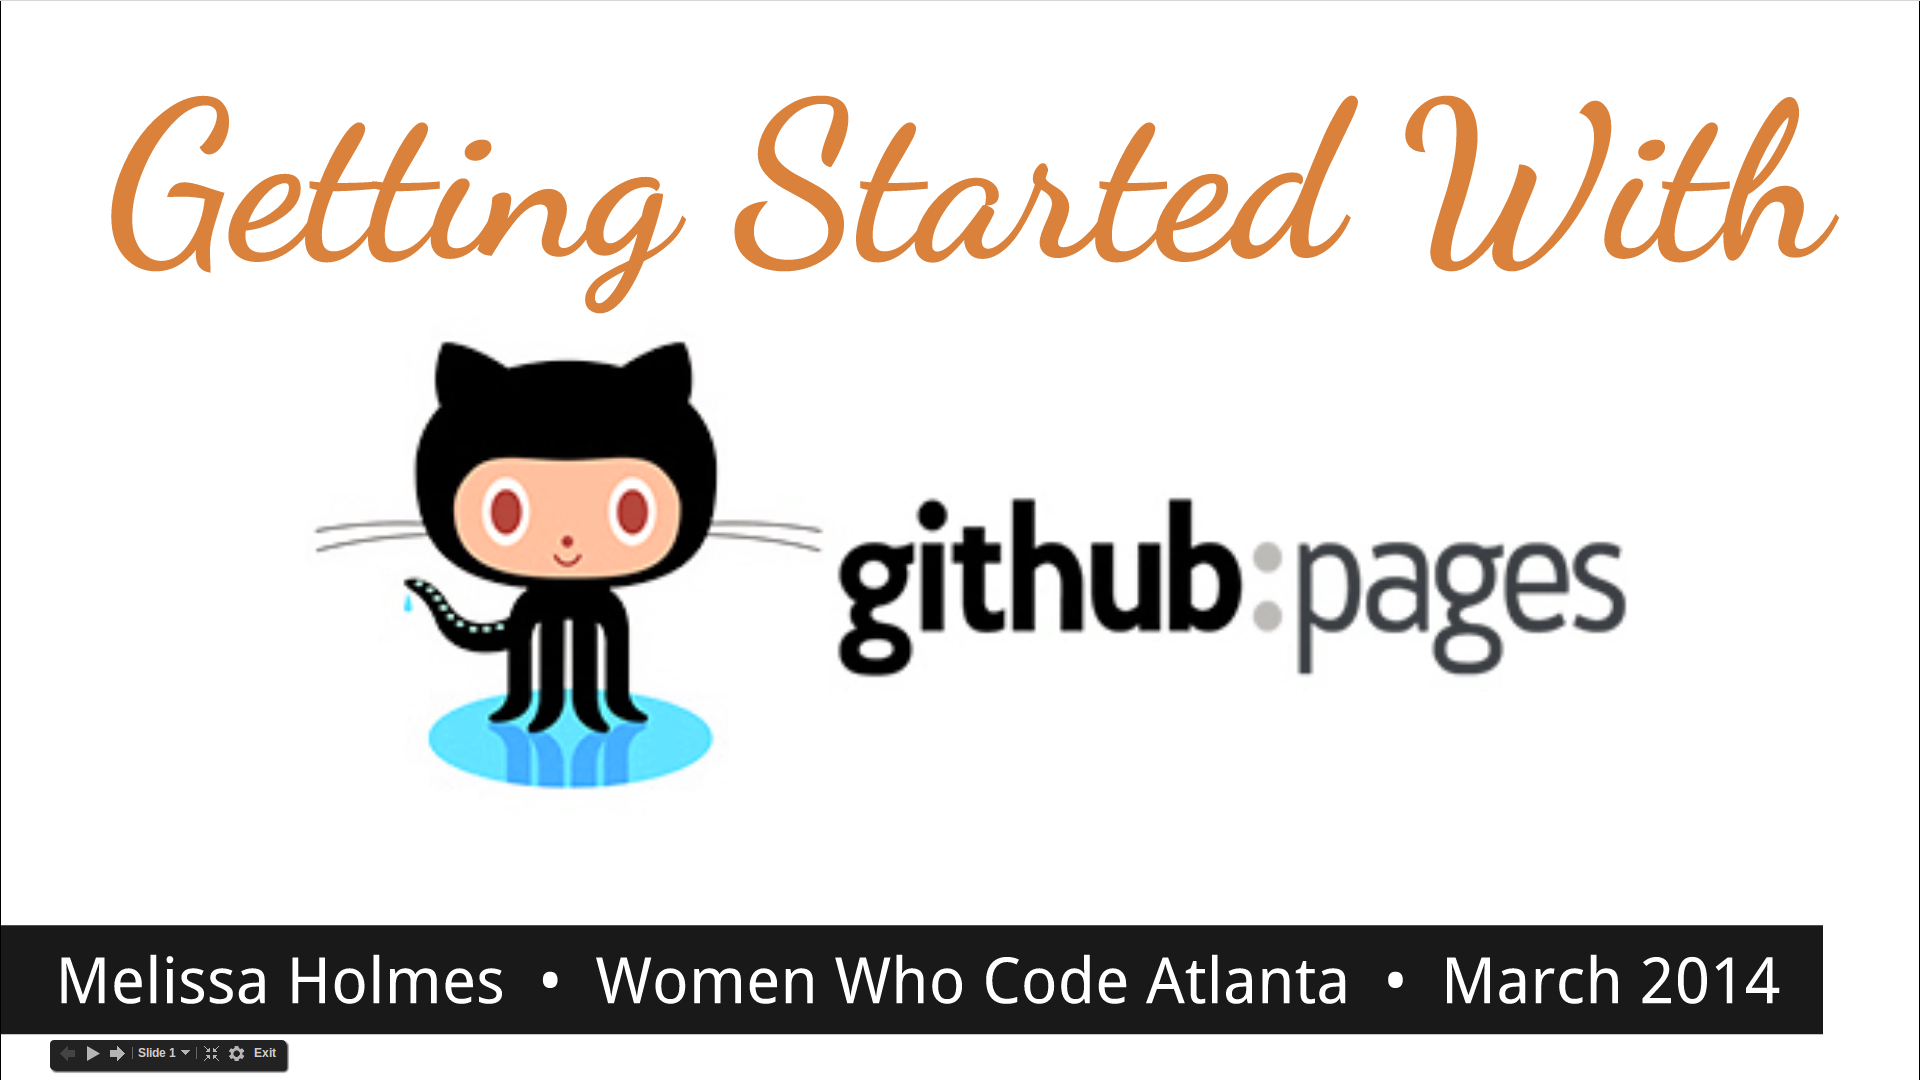 Getting Started With
github:pages
Melissa Holmes • Women Who Code Atlanta • March 2014
Slide 1 Exit